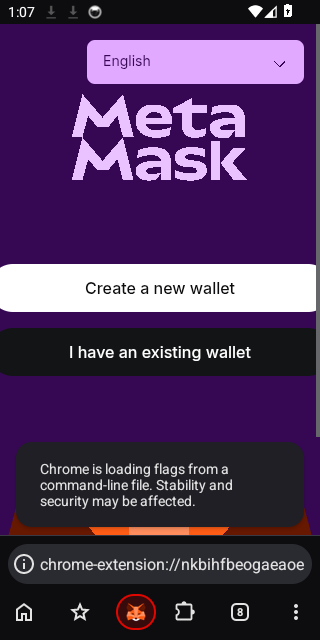 1:07
English
Meta
Mask
Create a new wallet
I have an existing wallet
Chrome is loading flags from a
command-line file. Stability and
security may be affected.
chrome-extension://nkbihfbeogaeaoe
8